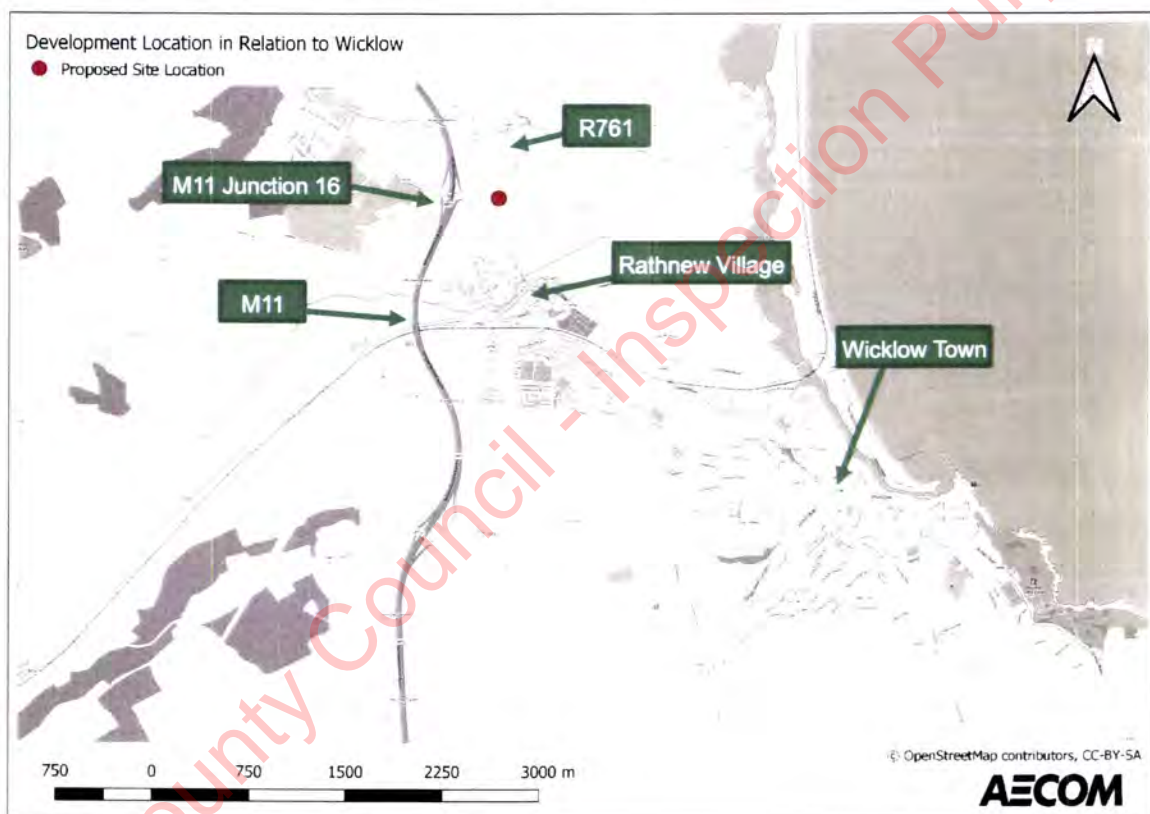 Development Location in Relation to Wicklow
Proposed Site Location
R761
M11 Junction 16
Rathnew Village
M11
Wicklow Town
County Council - Inspection Pur
750 0 750 1500 2250 3000 m
© OpenStreetMap contributors, CC-BY-SA
AECOM